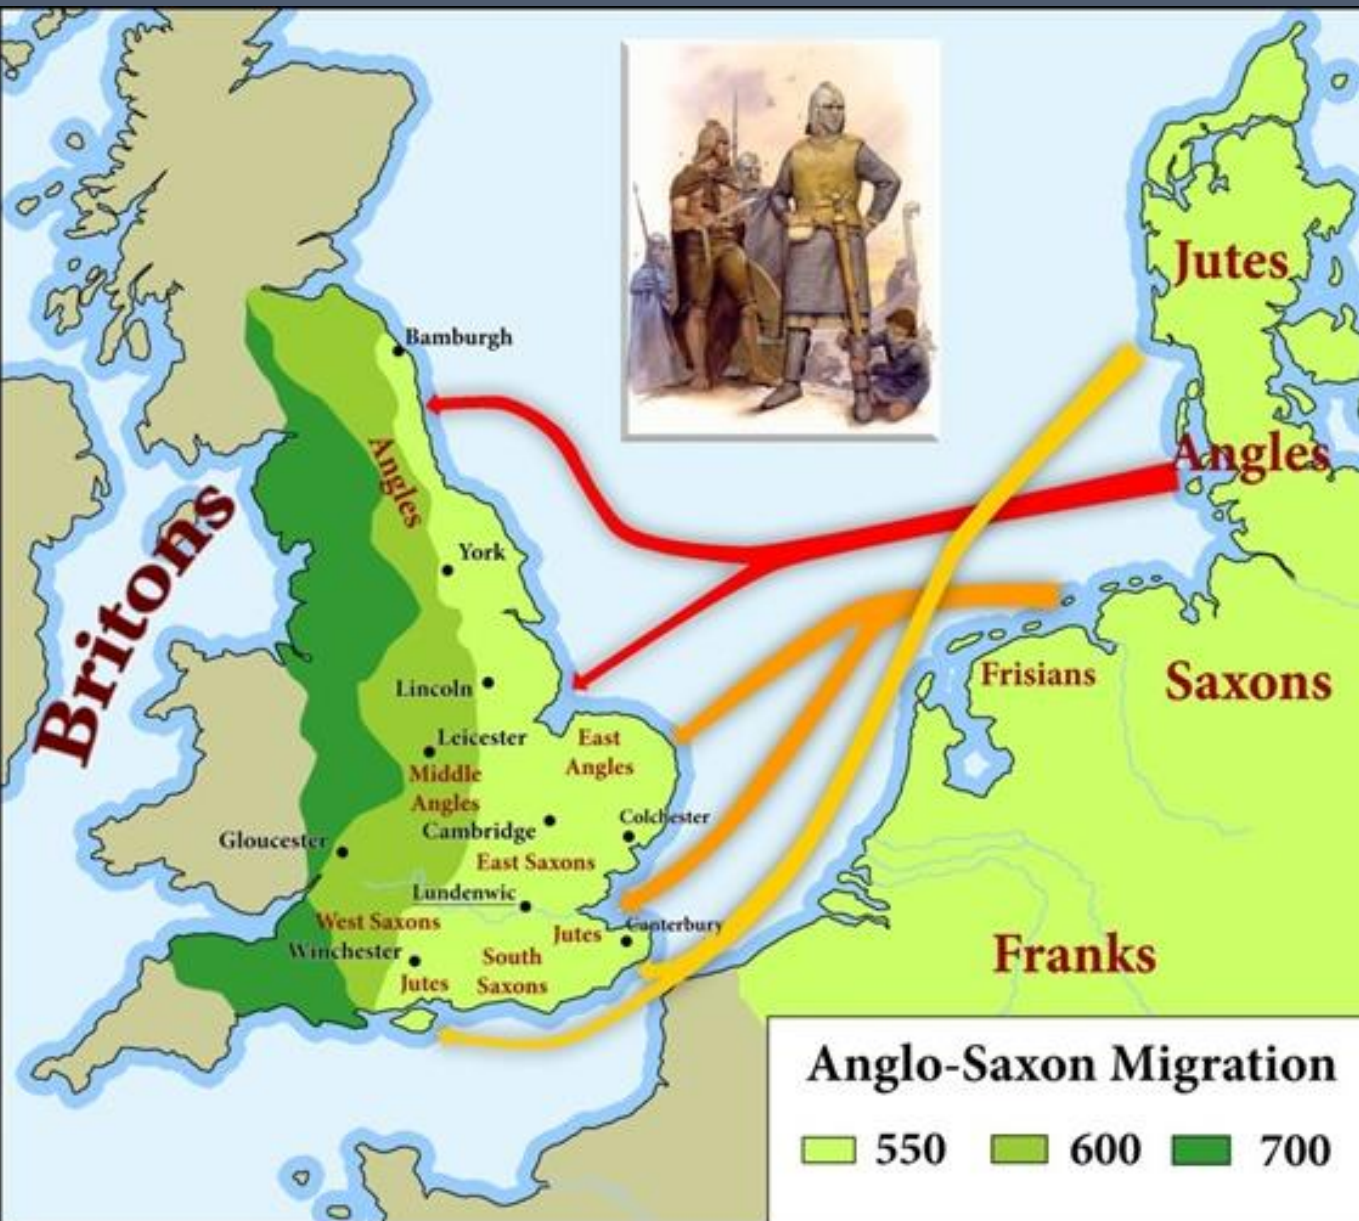 Jutes
Bamburgh
Angles
Angles
Britons
York
Frisians
Saxons
Lincoln
Leicester
East
Angles
Middle
Angles
Cambridge
Colchester
Gloucester
East Saxons
Lundenwic
West Saxons
Canterbury
Jutes
Winchester
South
Saxons
Jutes
Franks
Anglo-Saxon Migration
550 600 700